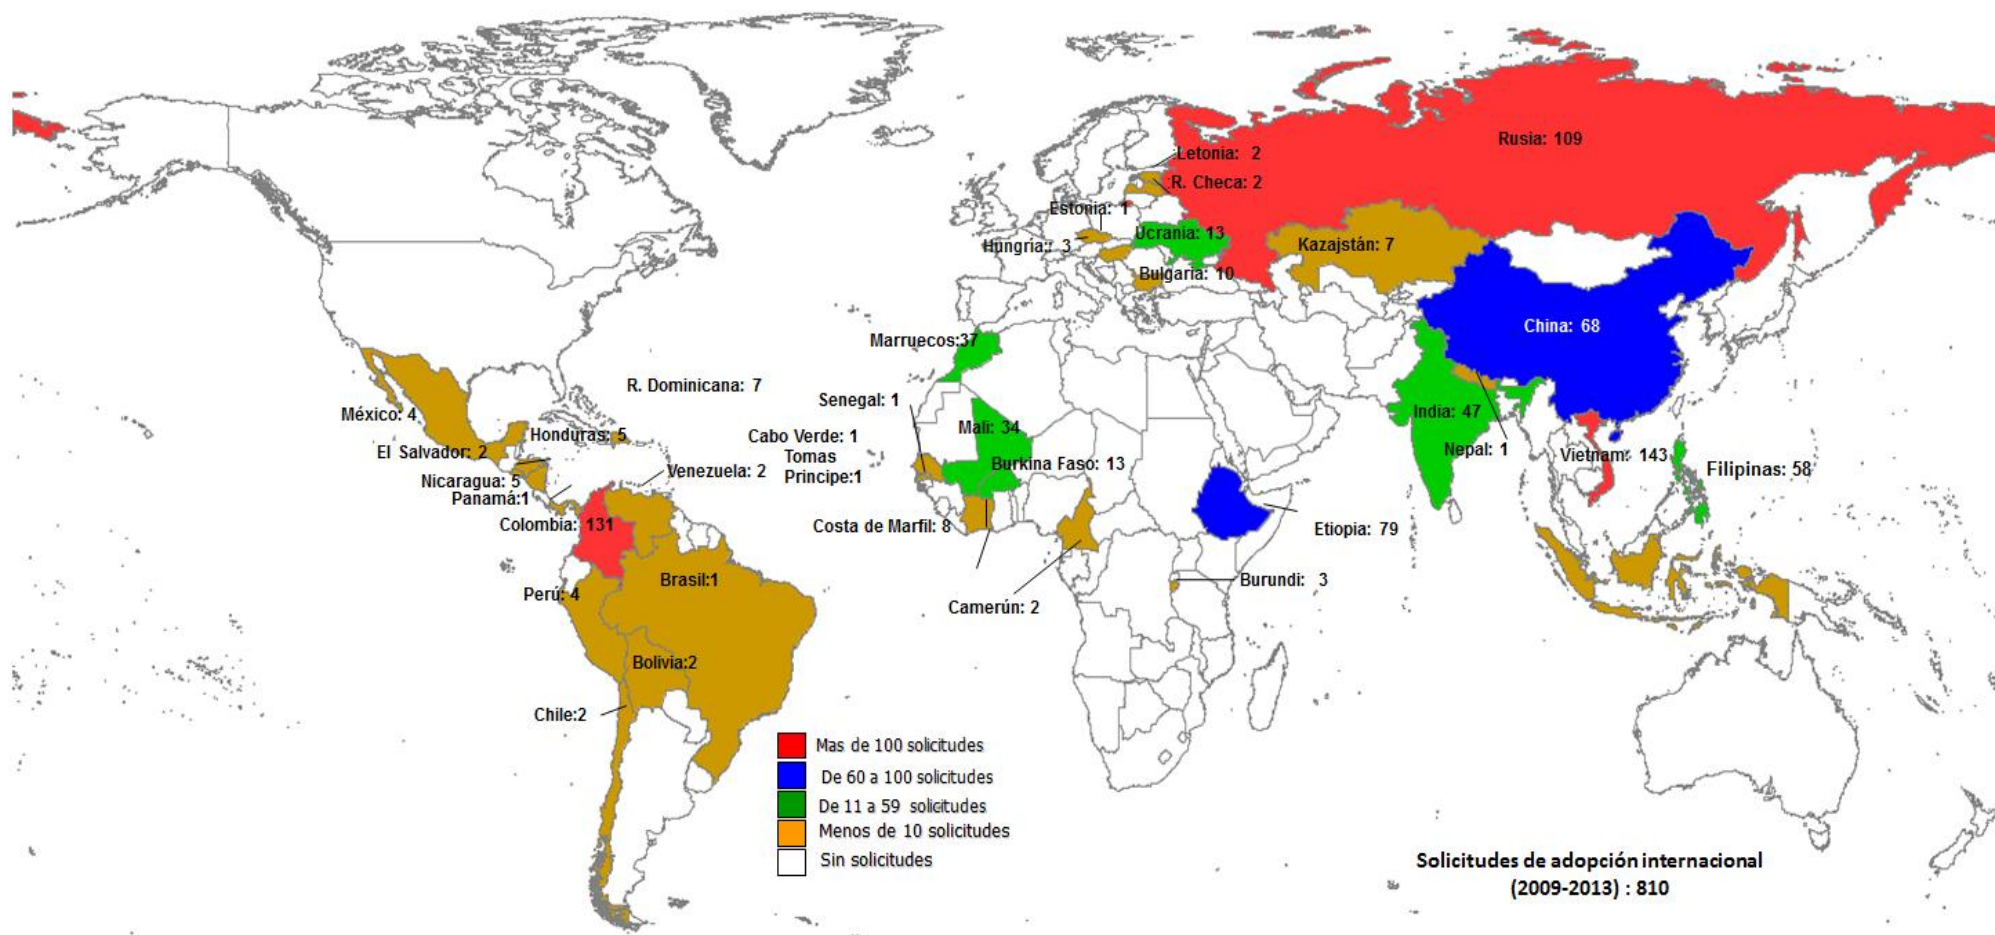 Rusia: 109
Letonia: 2
R. Checa: 2
Estonia: 1
Ucrania: 13
Hungría: 3
Kazajstán: 7
Bulgaria: 10
China: 68
Marruecos:37
R. Dominicana: 7
Senegal: 1
México: 4
India: 47
Honduras: 5
Mali: 34
Cabo Verde: 1
El Salvador: 2
Nepal: 1
Vietnam: 143
Tomas
Burkina Faso: 13
Filipinas: 58
Venezuela: 2
Principe:1
Nicaragua: 5
Panamá:1
Colombia: 131
Costa de Marfil: 8
Etiopia: 79
Brasil:1
Burundi: 3
Perú: 4
Camerún: 2
Bolivia:2
Chile:2
Mas de 100 solicitudes
De 60 a 100 solicitudes
De 11 a 59 solicitudes
Menos de 10 solicitudes
Sin solicitudes
Solicitudes de adopción internacional
(2009-2013) : 810